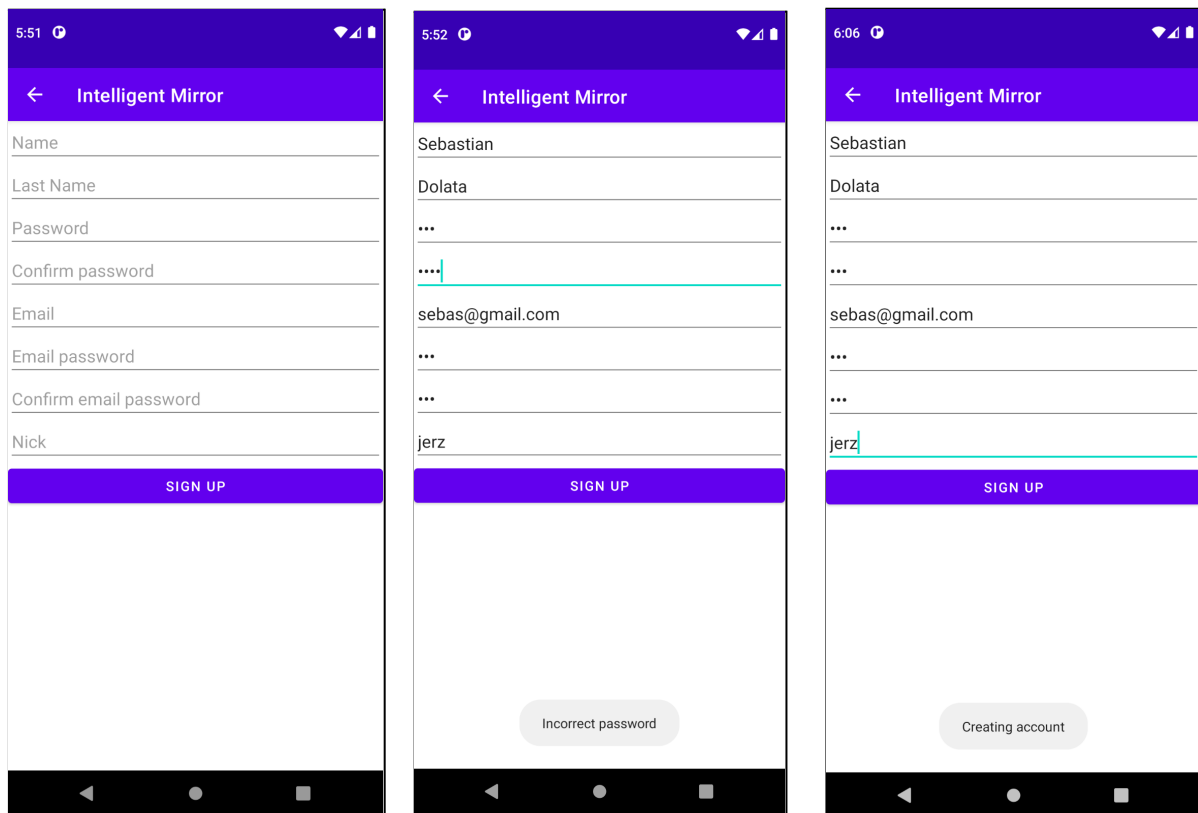 5:51
Intelligent Mirror
Name
Last Name
Password
Confirm password
Email
Email password
Confirm email password
Nick
SIGN UP
5:52
Intelligent Mirror
Sebastian
Dolata
•••
••••
sebas@gmail.com
•••
•••
jerz
SIGN UP
Incorrect password
6:06
Intelligent Mirror
Sebastian
Dolata
•••
•••
sebas@gmail.com
•••
•••
jerz
SIGN UP
Creating account